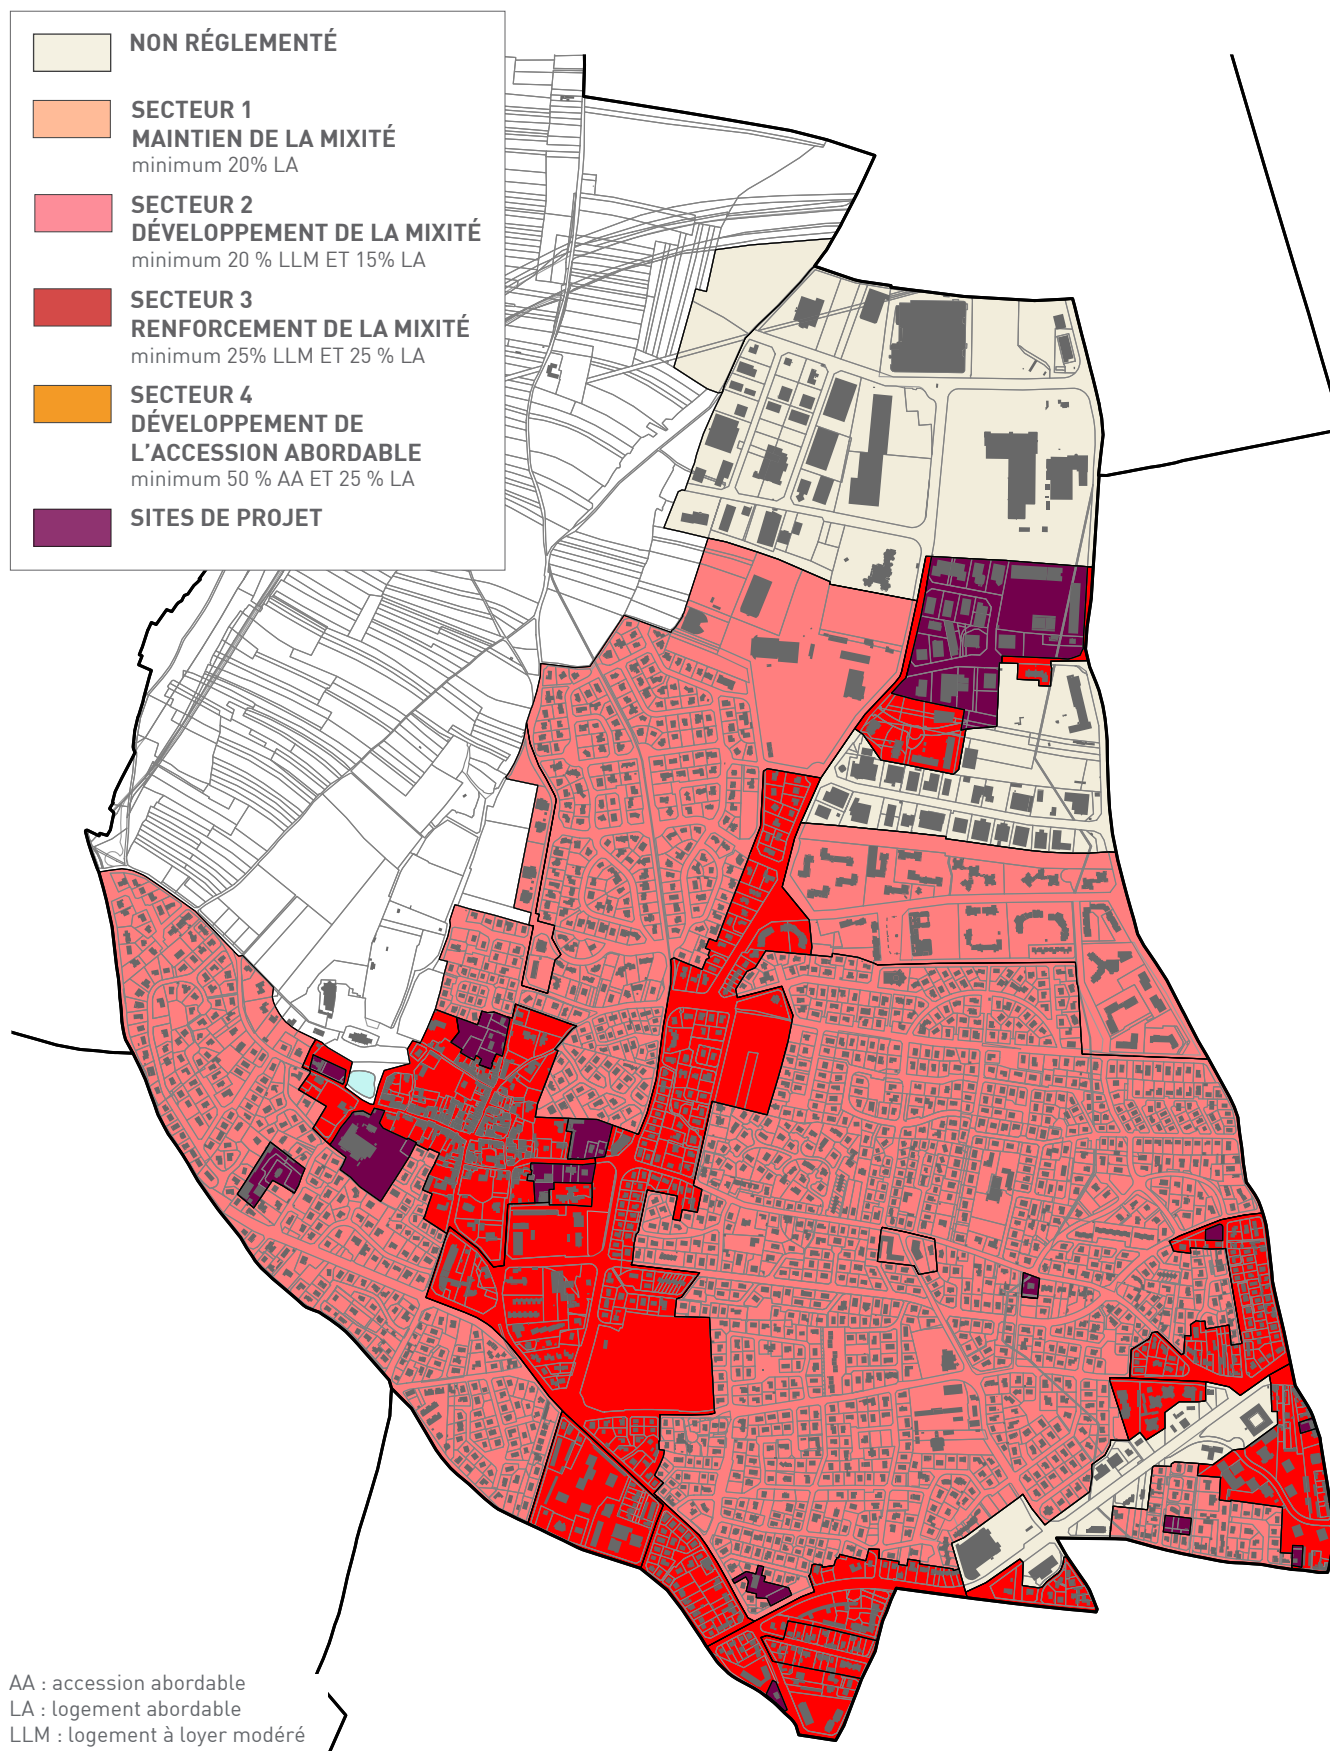 NON RÉGLEMENTÉ
SECTEUR 1
MAINTIEN DE LA MIXITÉ
minimum 20% LA
SECTEUR 2
DÉVELOPPEMENT DE LA MIXITÉ
minimum 20 % LLM ET 15% LA
SECTEUR 3
RENFORCEMENT DE LA MIXITÉ
minimum 25% LLM ET 25 % LA
SECTEUR 4
DÉVELOPPEMENT DE
L'ACCESSION ABORDABLE
minimum 50 % AA ET 25 % LA
SITES DE PROJET
AA : accession abordable
LA : logement abordable
LLM : logement à loyer modéré